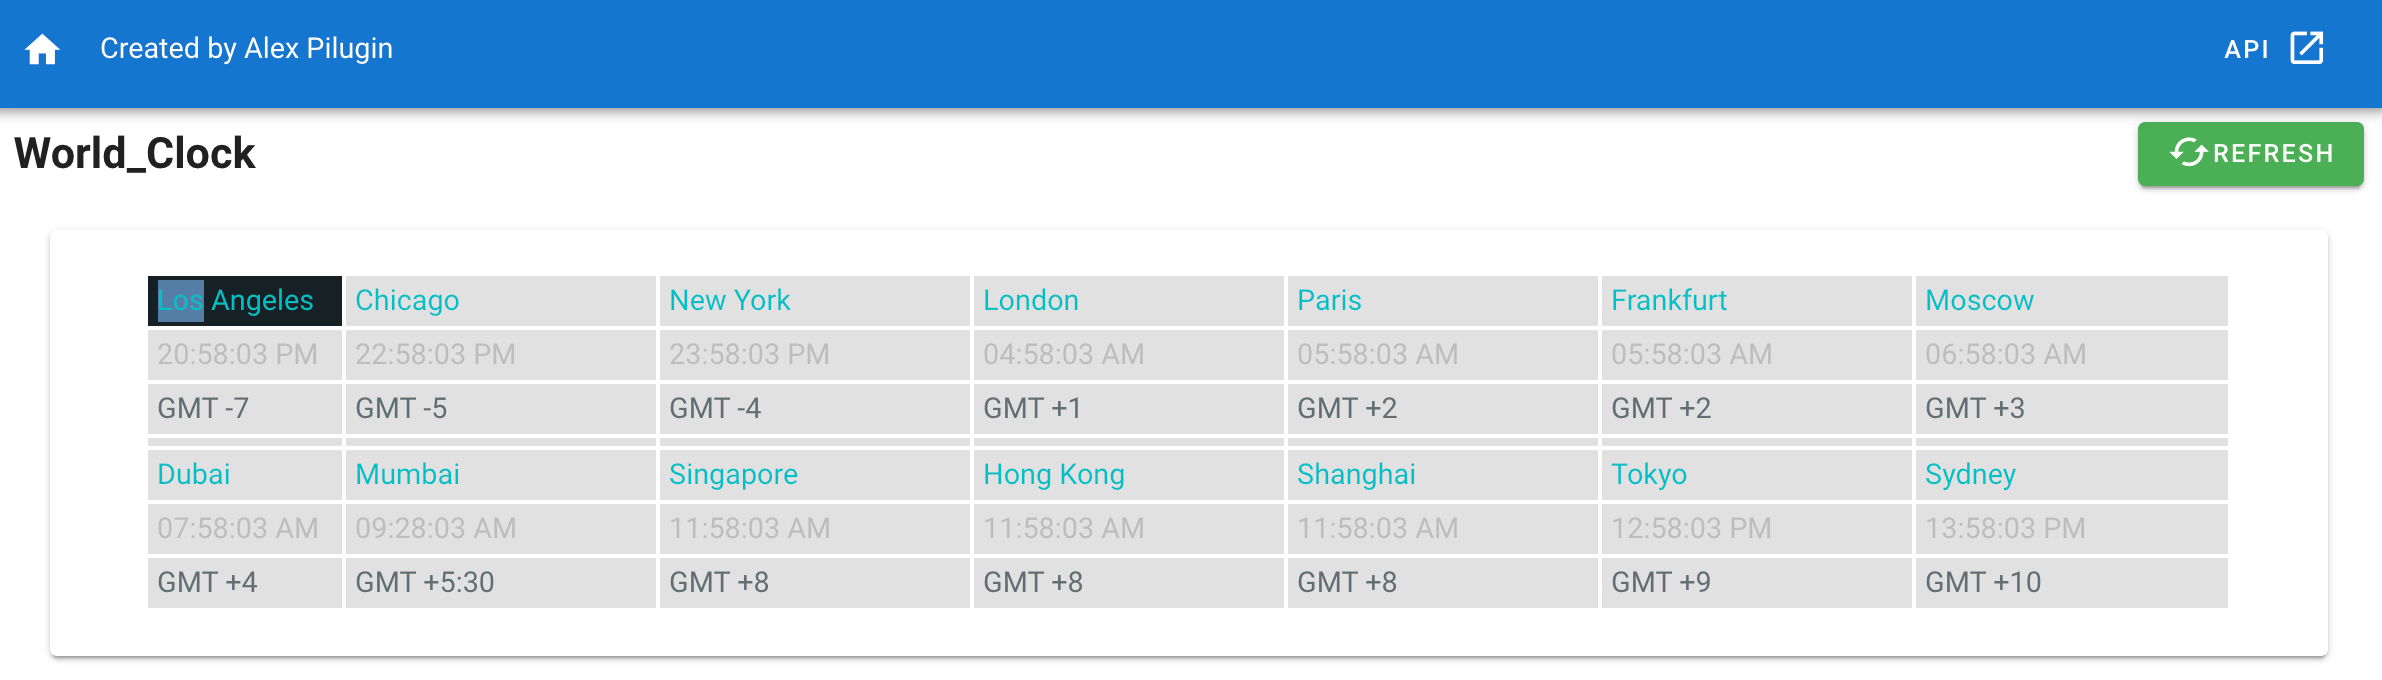 Created by Alex Pilugin API
World_Clock REFRESH
Los Angeles Chicago New York London Paris Frankfurt Moscow
20:58:03 PM 22:58:03 PM 23:58:03 PM 04:58:03 AM 05:58:03 AM 05:58:03 AM 06:58:03 AM
GMT -7 GMT -5 GMT -4 GMT +1 GMT +2 GMT +2 GMT +3
Dubai Mumbai Singapore Hong Kong Shanghai Tokyo Sydney
07:58:03 AM 09:28:03 AM 11:58:03 AM 11:58:03 AM 11:58:03 AM 12:58:03 PM 13:58:03 PM
GMT +4 GMT +5:30 GMT +8 GMT +8 GMT +8 GMT +9 GMT +10